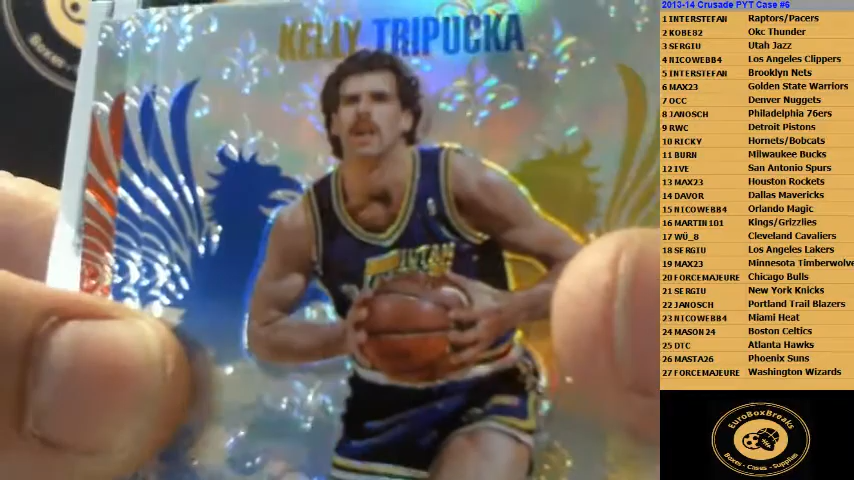 KELLY TRIPUCKA
UTAH
2013-14 Crusade PYT Case #6
1 INTERSTEFAN Raptors/Pacers
2 KOBE82 Okc Thunder
3 SERGIU Utah Jazz
4 NICOWEBB4 Los Angeles Clippers
5 INTERSTEFAN Brooklyn Nets
6 MAX23 Golden State Warriors
7 OCC Denver Nuggets
8 JANOSCH Philadelphia 76ers
9 RWC Detroit Pistons
10 RICKY Hornets/Bobcats
11 BURN Milwaukee Bucks
12 IVE San Antonio Spurs
13 MAX23 Houston Rockets
14 DAVOR Dallas Mavericks
15 NICOWEBB4 Orlando Magic
16 MARTIN101 Kings/Grizzlies
17 WÜ_8 Cleveland Cavaliers
18 SERGIU Los Angeles Lakers
19 MAX23 Minnesota Timberwolve
20 FORCEMAJEURE Chicago Bulls
21 SERGIU New York Knicks
22 JANOSCH Portland Trail Blazers
23 NICOWEBB4 Miami Heat
24 MASON24 Boston Celtics
25 DTC Atlanta Hawks
26 MASTA26 Phoenix Suns
27 FORCEMAJEURE Washington Wizards
EuroBoxBreaks
Boxes - Cases - Supplies